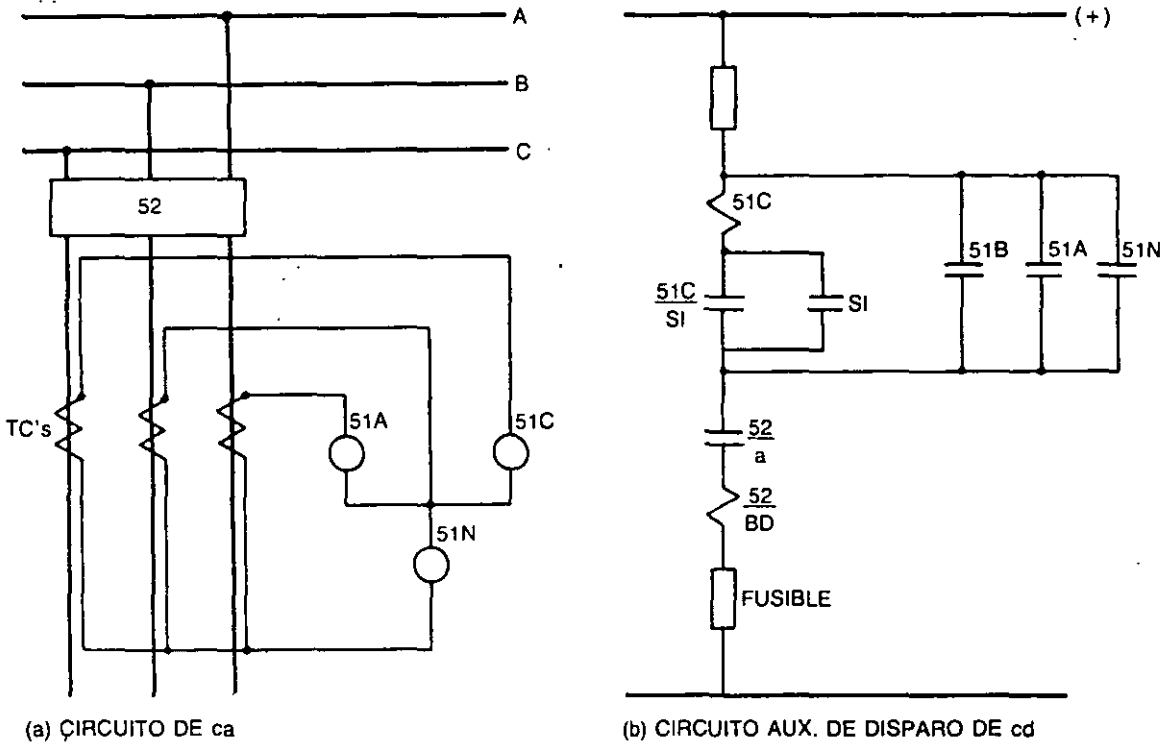 A
B
C
52
TC's
51A
51C
51N
(a) CIRCUITO DE ca
(+)
51C
51C
SI
SI
51B
51A
51N
52
a
52
BD
FUSIBLE
(b) CIRCUITO AUX. DE DISPARO DE cd